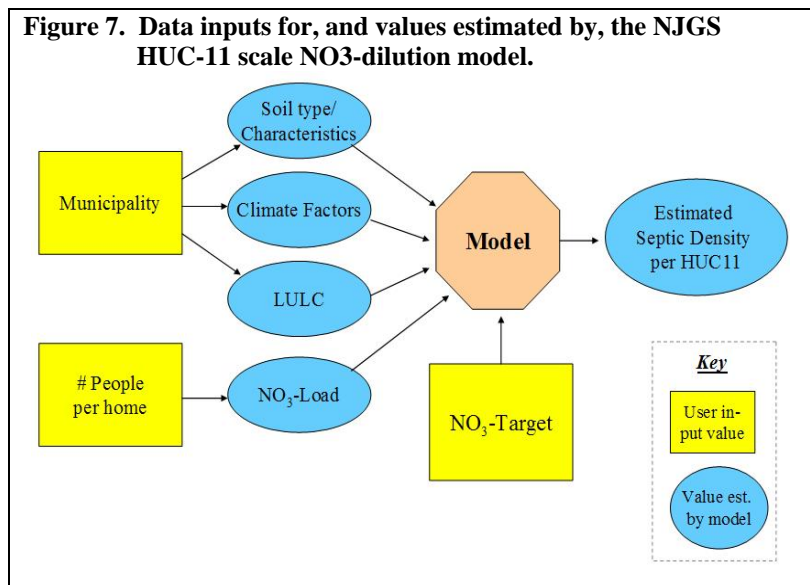 Figure 7. Data inputs for, and values estimated by, the NJGS
HUC-11 scale NO3-dilution model.
Soil type/
Characteristics
Municipality
Climate Factors
LULC
Model
Estimated
Septic Density
per HUC11
# People
per home
NO₃-Load
NO₃-Target
Key
User in-
put value
Value est.
by model